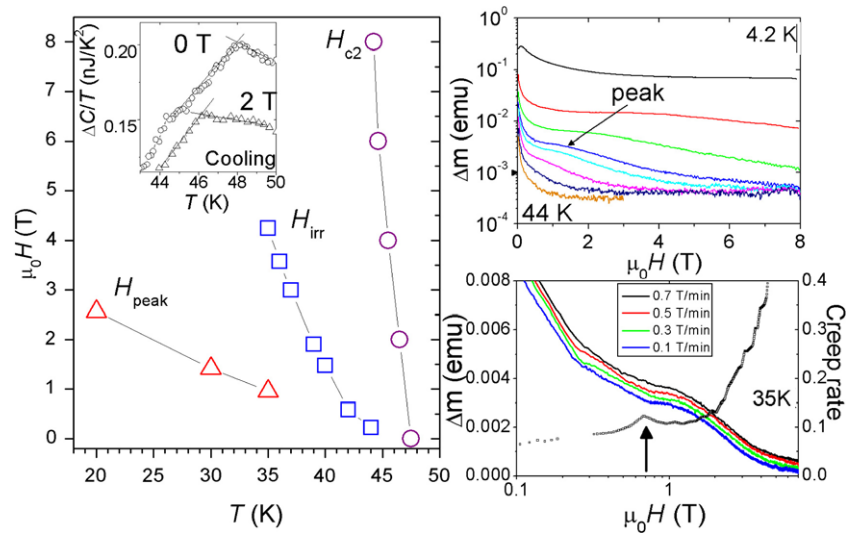 μ₀H (T)
8
7
6
5
4
3
2
1
0
20
25
30
35
40
45
50
T (K)
H_c2
H_irr
H_peak
ΔC/T (nJ/K²)
0.20
0.15
0 T
2 T
Cooling
44
46
48
50
T (K)
Δm (emu)
10⁰
10⁻¹
10⁻²
10⁻³
10⁻⁴
4.2 K
peak
44 K
0
2
4
6
8
μ₀H (T)
Δm (emu)
0.008
0.006
0.004
0.002
0.000
0.7 T/min
0.5 T/min
0.3 T/min
0.1 T/min
35K
0.4
0.3
0.2
0.1
0.0
Creep rate
0.1
1
μ₀H (T)